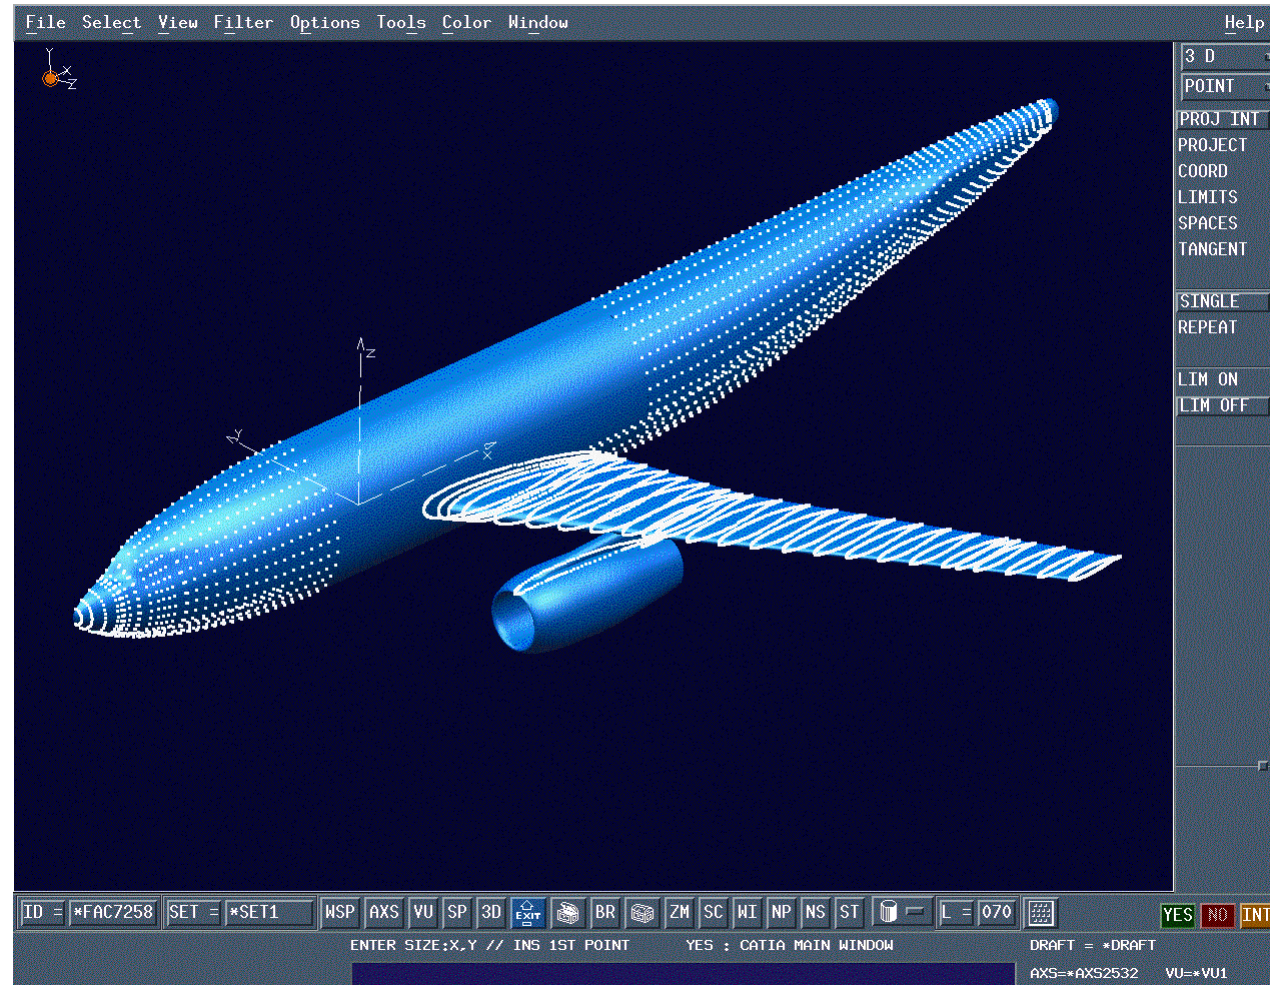 File Select View Filter Options Tools Color Window Help
3 D
POINT
PROJ INT
PROJECT
COORD
LIMITS
SPACES
TANGENT
SINGLE
REPEAT
LIM ON
LIM OFF
Y
X
Z
Z
Y
X
ID = *FAC7258 SET = *SET1 WSP AXS VU SP 3D EXIT BR ZM SC WI NP NS ST L = 070 YES NO INT
ENTER SIZE:X,Y // INS 1ST POINT YES : CATIA MAIN WINDOW DRAFT = *DRAFT
AXS=*AXS2532 VU=*VU1